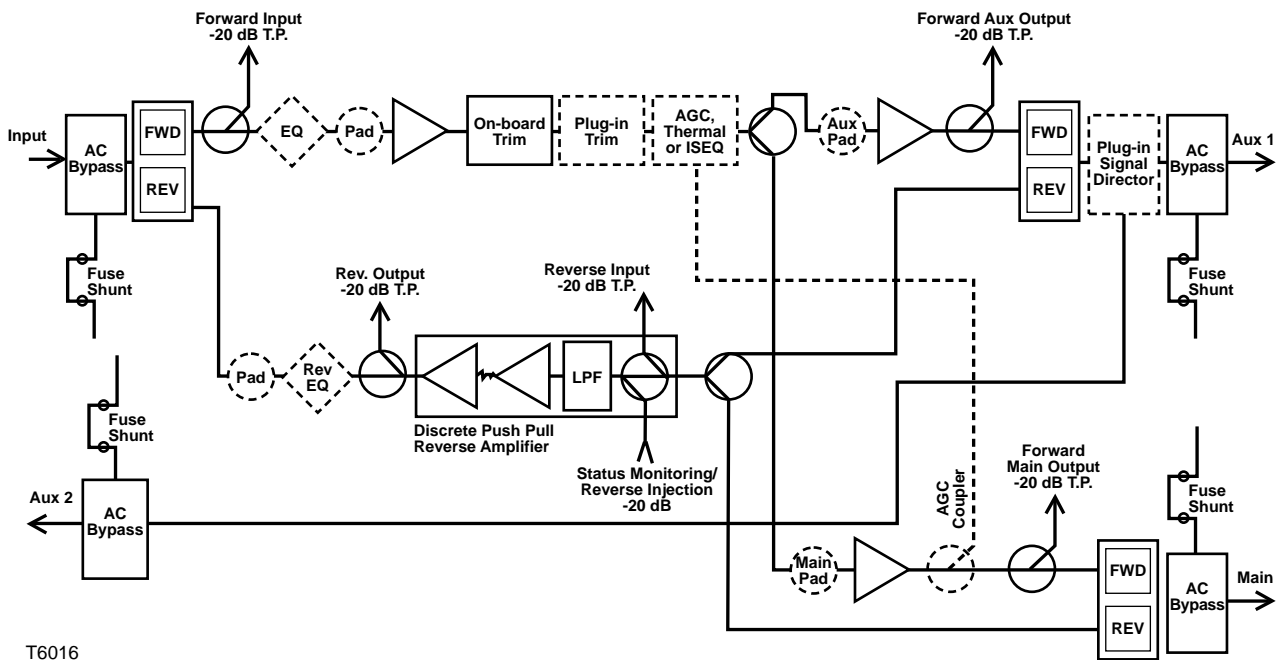 Forward Input
-20 dB T.P.
Forward Aux Output
-20 dB T.P.
Input
AC
Bypass
FWD
REV
EQ
Pad
On-board
Trim
Plug-in
Trim
AGC,
Thermal
or ISEQ
Aux
Pad
FWD
REV
Plug-in
Signal
Director
AC
Bypass
Aux 1
Fuse
Shunt
Fuse
Shunt
Rev. Output
-20 dB T.P.
Reverse Input
-20 dB T.P.
Pad
Rev
EQ
LPF
Discrete Push Pull
Reverse Amplifier
Status Monitoring/
Reverse Injection
-20 dB
Fuse
Shunt
Aux 2
AC
Bypass
AGC
Coupler
Forward
Main Output
-20 dB T.P.
Fuse
Shunt
Main
Pad
FWD
REV
AC
Bypass
Main
T6016